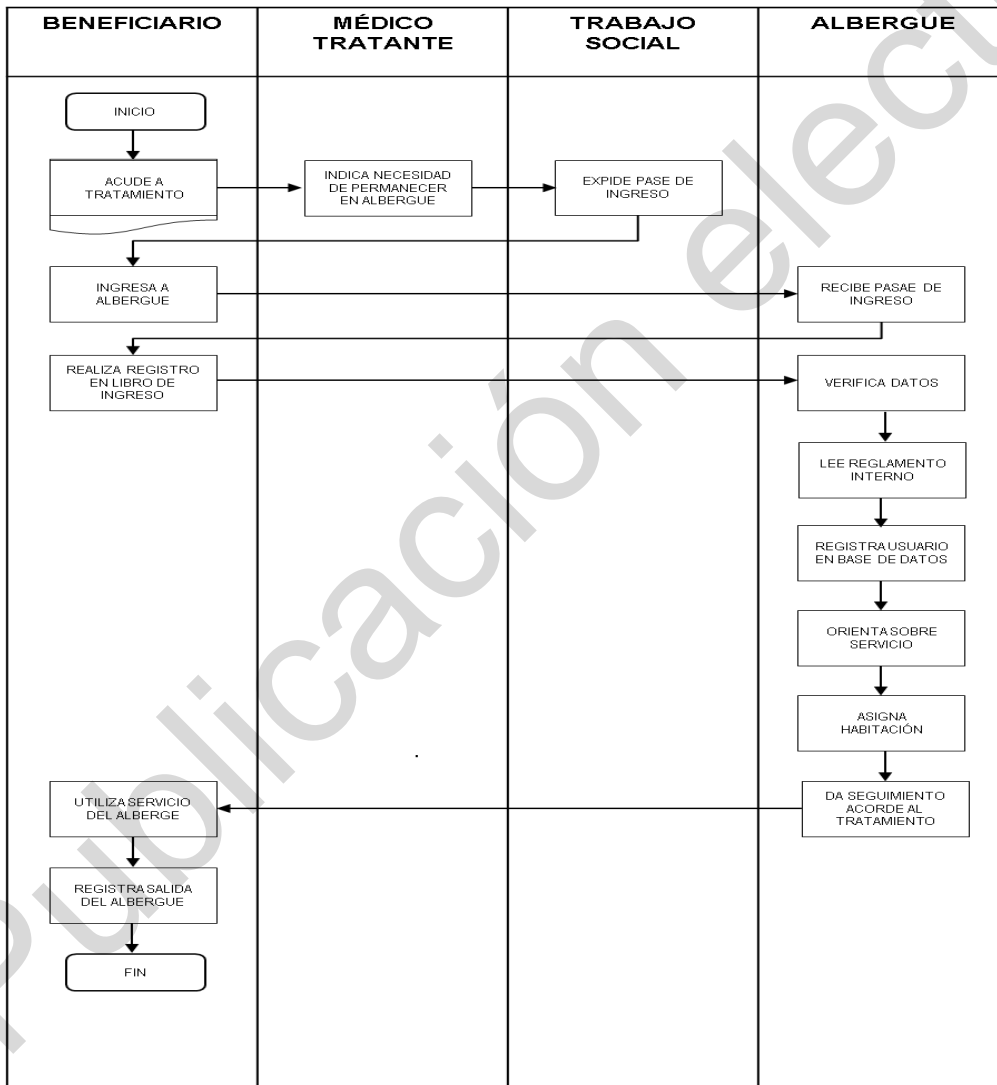 BENEFICIARIO
MÉDICO
TRATANTE
TRABAJO
SOCIAL
ALBERGUE
INICIO
ACUDE A
TRATAMIENTO
INDICA NECESIDAD
DE PERMANECER
EN ALBERGUE
EXPIDE PASE DE
INGRESO
INGRESA A
ALBERGUE
RECIBE PASAE DE
INGRESO
REALIZA REGISTRO
EN LIBRO DE
INGRESO
VERIFICA DATOS
LEE REGLAMENTO
INTERNO
REGISTRA USUARIO
EN BASE DE DATOS
ORIENTA SOBRE
SERVICIO
ASIGNA
HABITACIÓN
DA SEGUIMIENTO
ACORDE AL
TRATAMIENTO
UTILIZA SERVICIO
DEL ALBERGE
REGISTRA SALIDA
DEL ALBERGUE
FIN
Publicación elec